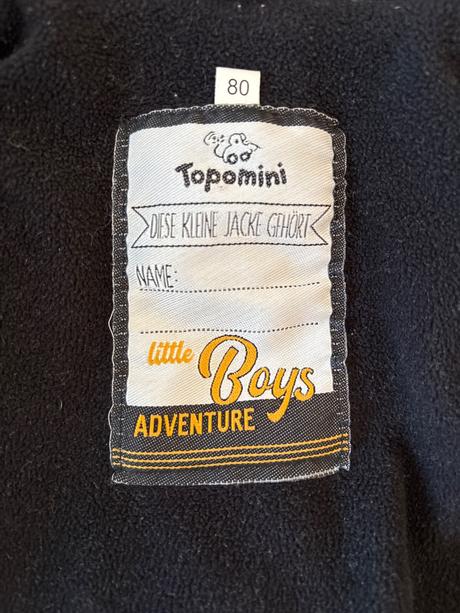 80
Topomini
DIESE KLEINE JACKE GEHÖRT
NAME:
little Boys
ADVENTURE